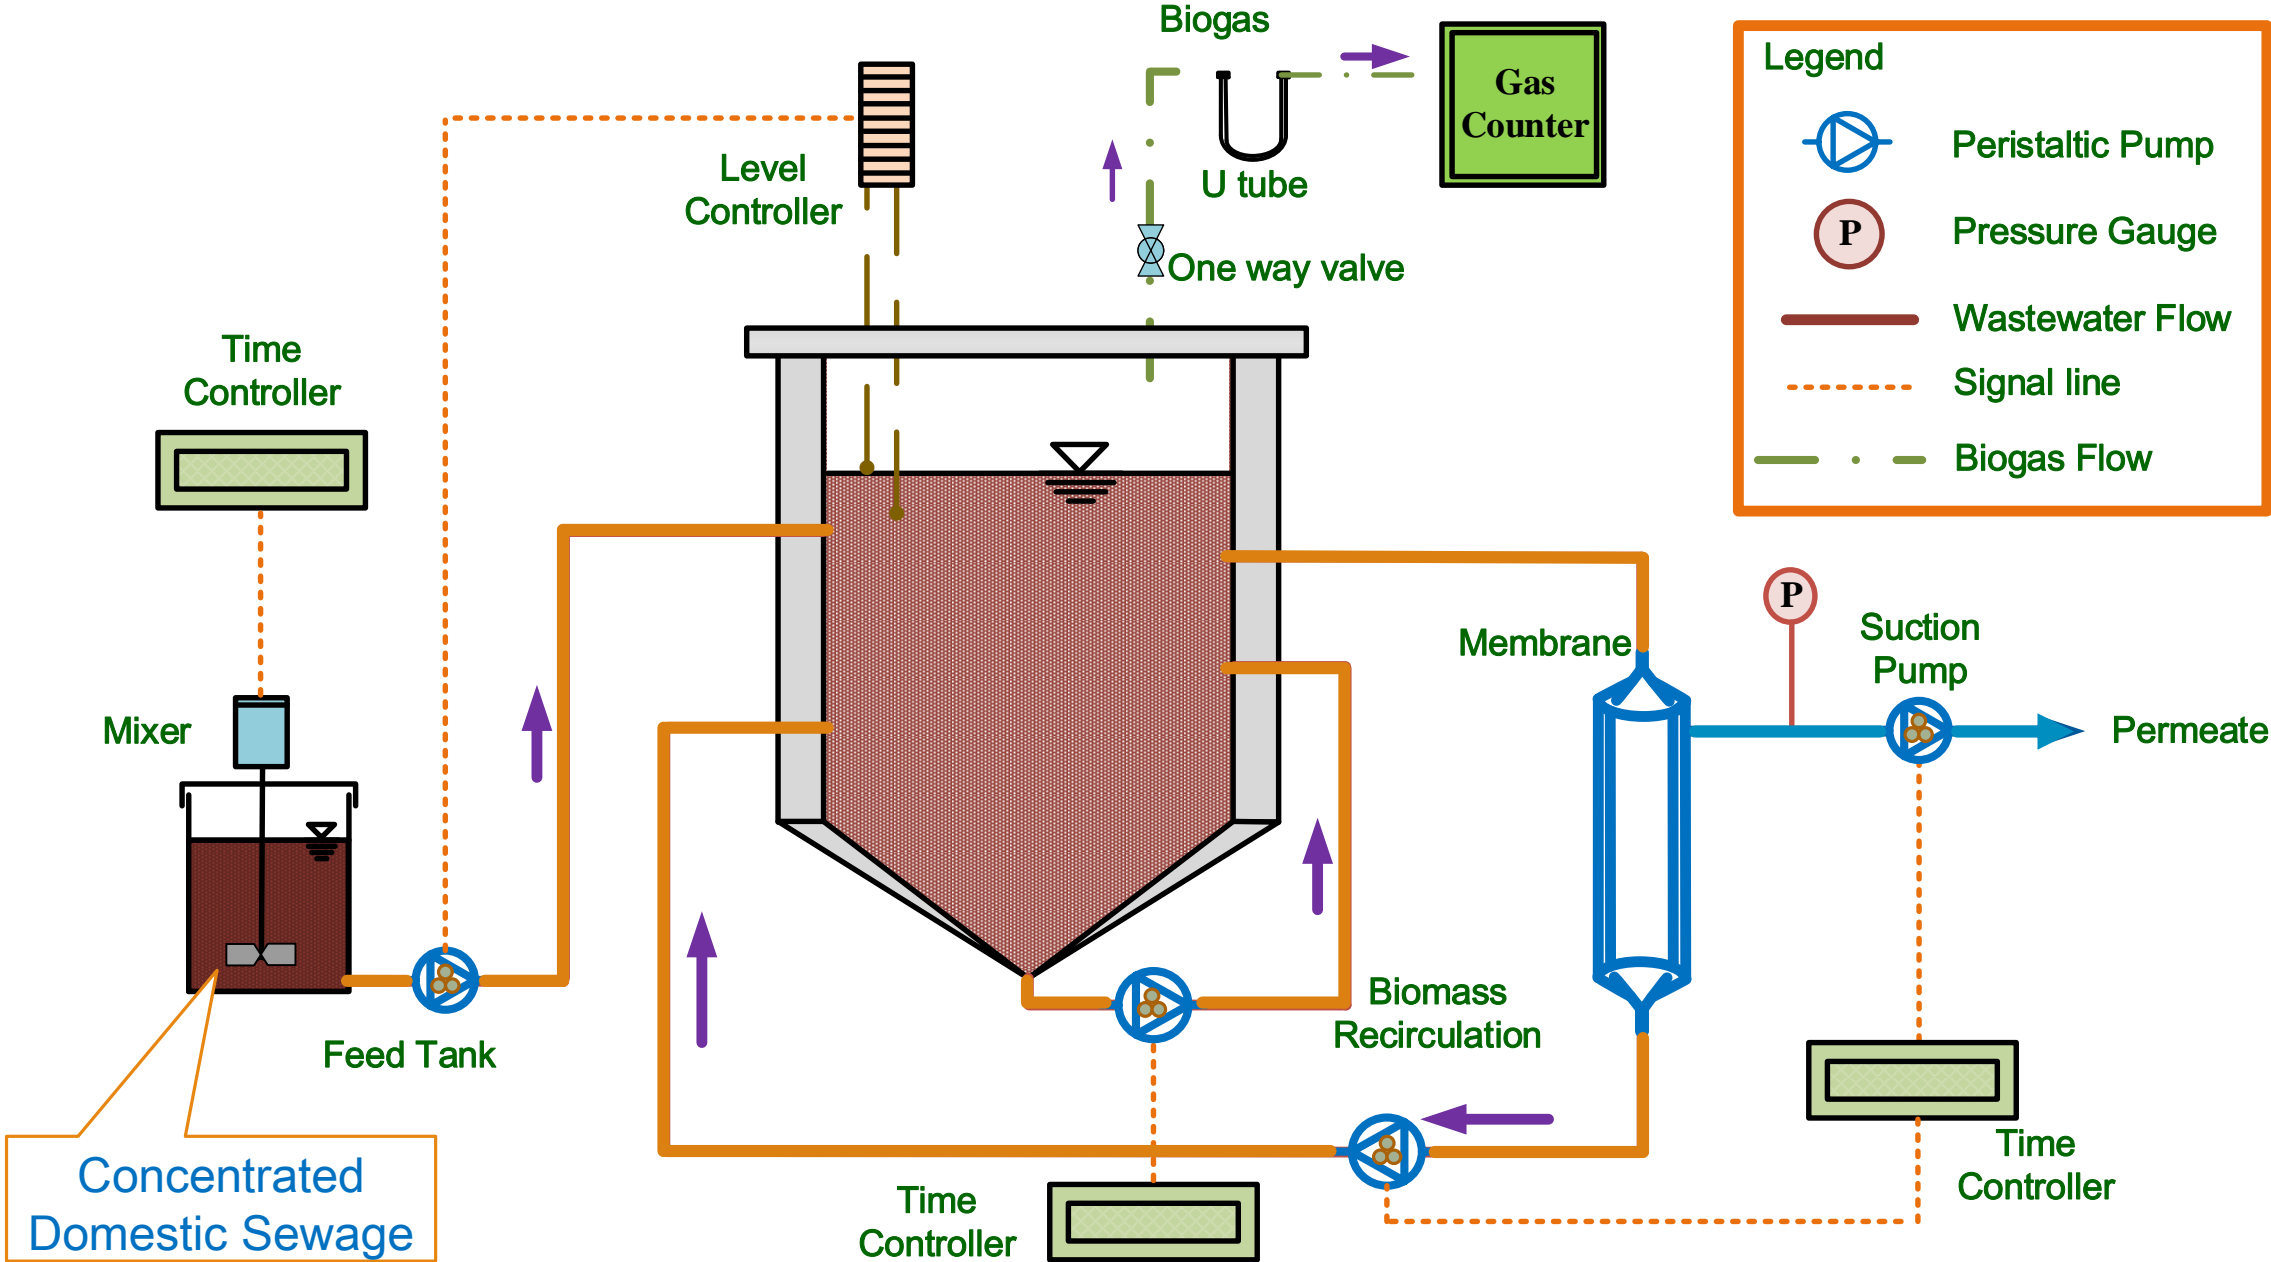 Biogas
Gas
Counter
U tube
One way valve
Level
Controller
Legend
Peristaltic Pump
P
Pressure Gauge
Wastewater Flow
Signal line
Biogas Flow
Time
Controller
Mixer
Feed Tank
Concentrated
Domestic Sewage
Membrane
P
Suction
Pump
Permeate
Biomass
Recirculation
Time
Controller
Time
Controller